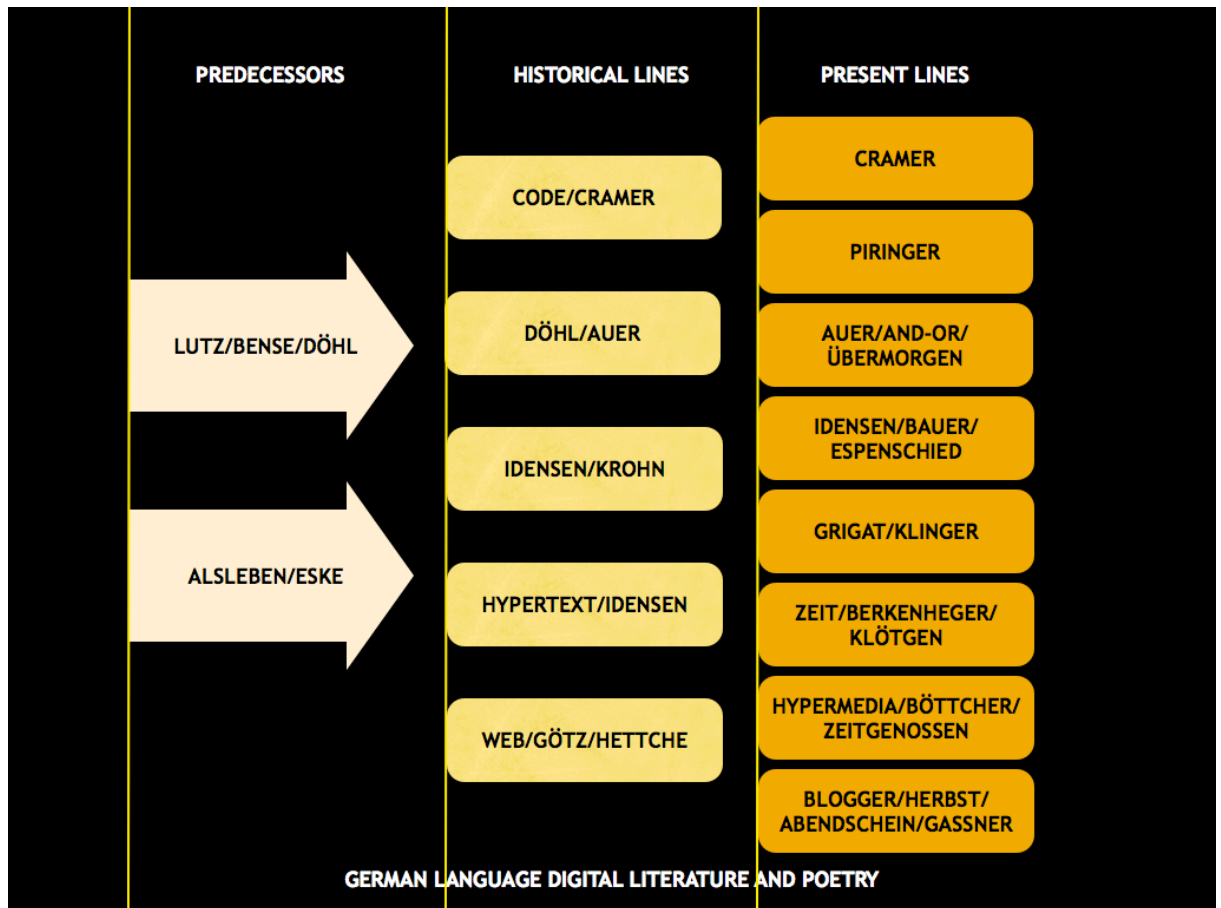 PREDECESSORS
HISTORICAL LINES
PRESENT LINES
LUTZ/BENSE/DÖHL
ALSLEBEN/ESKE
CODE/CRAMER
DÖHL/AUER
IDENSEN/KROHN
HYPERTEXT/IDENSEN
WEB/GÖTZ/HETTCHE
CRAMER
PIRINGER
AUER/AND-OR/
ÜBERMORGEN
IDENSEN/BAUER/
ESPENSCHIED
GRIGAT/KLINGER
ZEIT/BERKENHEGER/
KLÖTGEN
HYPERMEDIA/BÖTTCHER/
ZEITGENOSSEN
BLOGGER/HERBST/
ABENDSCHEIN/GASSNER
GERMAN LANGUAGE DIGITAL LITERATURE AND POETRY